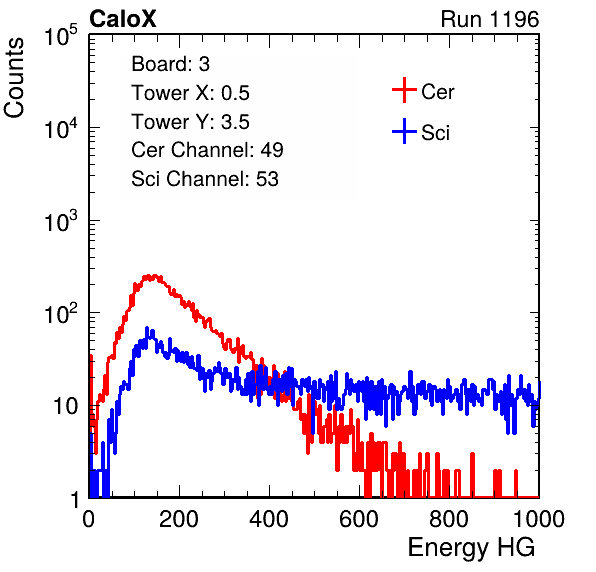 CaloX Run 1196
Counts
10^5
10^4
10^3
10^2
10
1
Board: 3
Tower X: 0.5
Tower Y: 3.5
Cer Channel: 49
Sci Channel: 53
Cer
Sci
0 200 400 600 800 1000
Energy HG